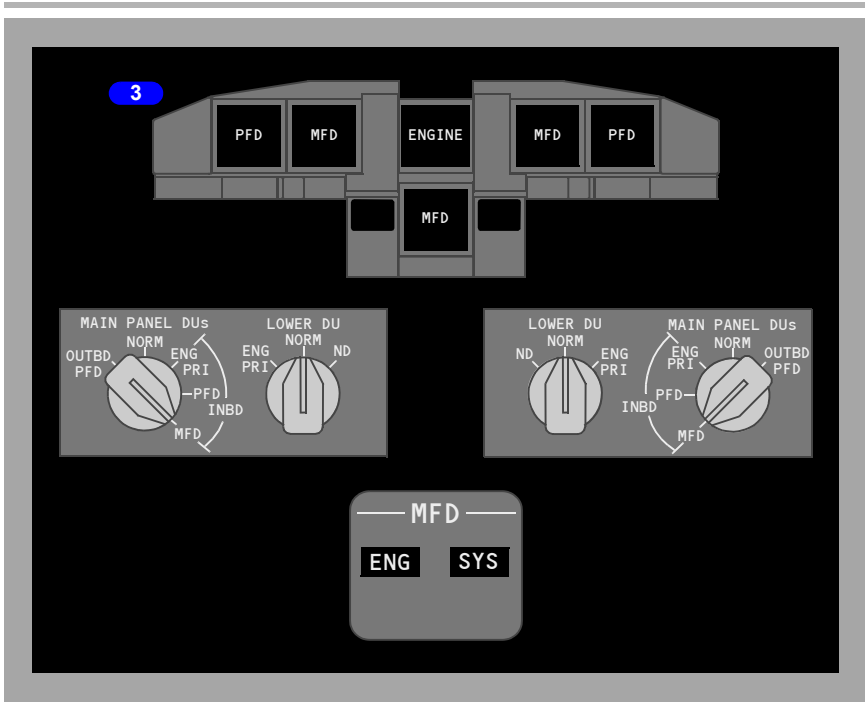 3
PFD MFD ENGINE MFD PFD
MFD
MAIN PANEL DUs
NORM
OUTBD
PFD
ENG
PRI
PFD
INBD
MFD
LOWER DU
NORM
ENG
PRI
ND
LOWER DU
NORM
ND
ENG
PRI
MAIN PANEL DUs
NORM
ENG
PRI
OUTBD
PFD
PFD
INBD
MFD
MFD
ENG SYS